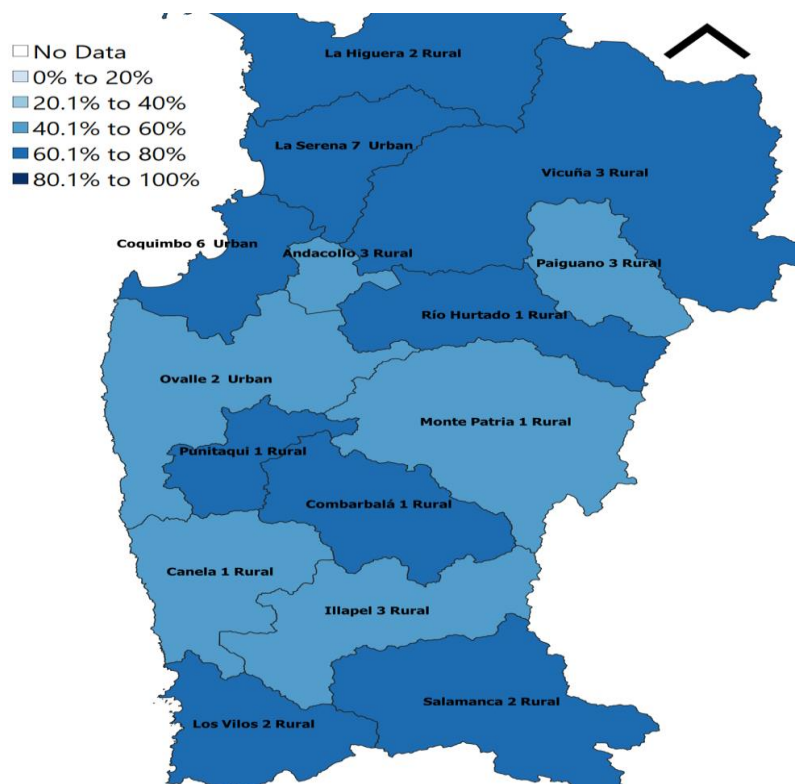 No Data
0% to 20%
20.1% to 40%
40.1% to 60%
60.1% to 80%
80.1% to 100%
La Higuera 2 Rural
La Serena 7 Urban
Vicuña 3 Rural
Coquimbo 6 Urban
Andacollo 3 Rural
Paiguano 3 Rural
Río Hurtado 1 Rural
Ovalle 2 Urban
Monte Patria 1 Rural
Punitaqui 1 Rural
Combarbalá 1 Rural
Canela 1 Rural
Illapel 3 Rural
Salamanca 2 Rural
Los Vilos 2 Rural